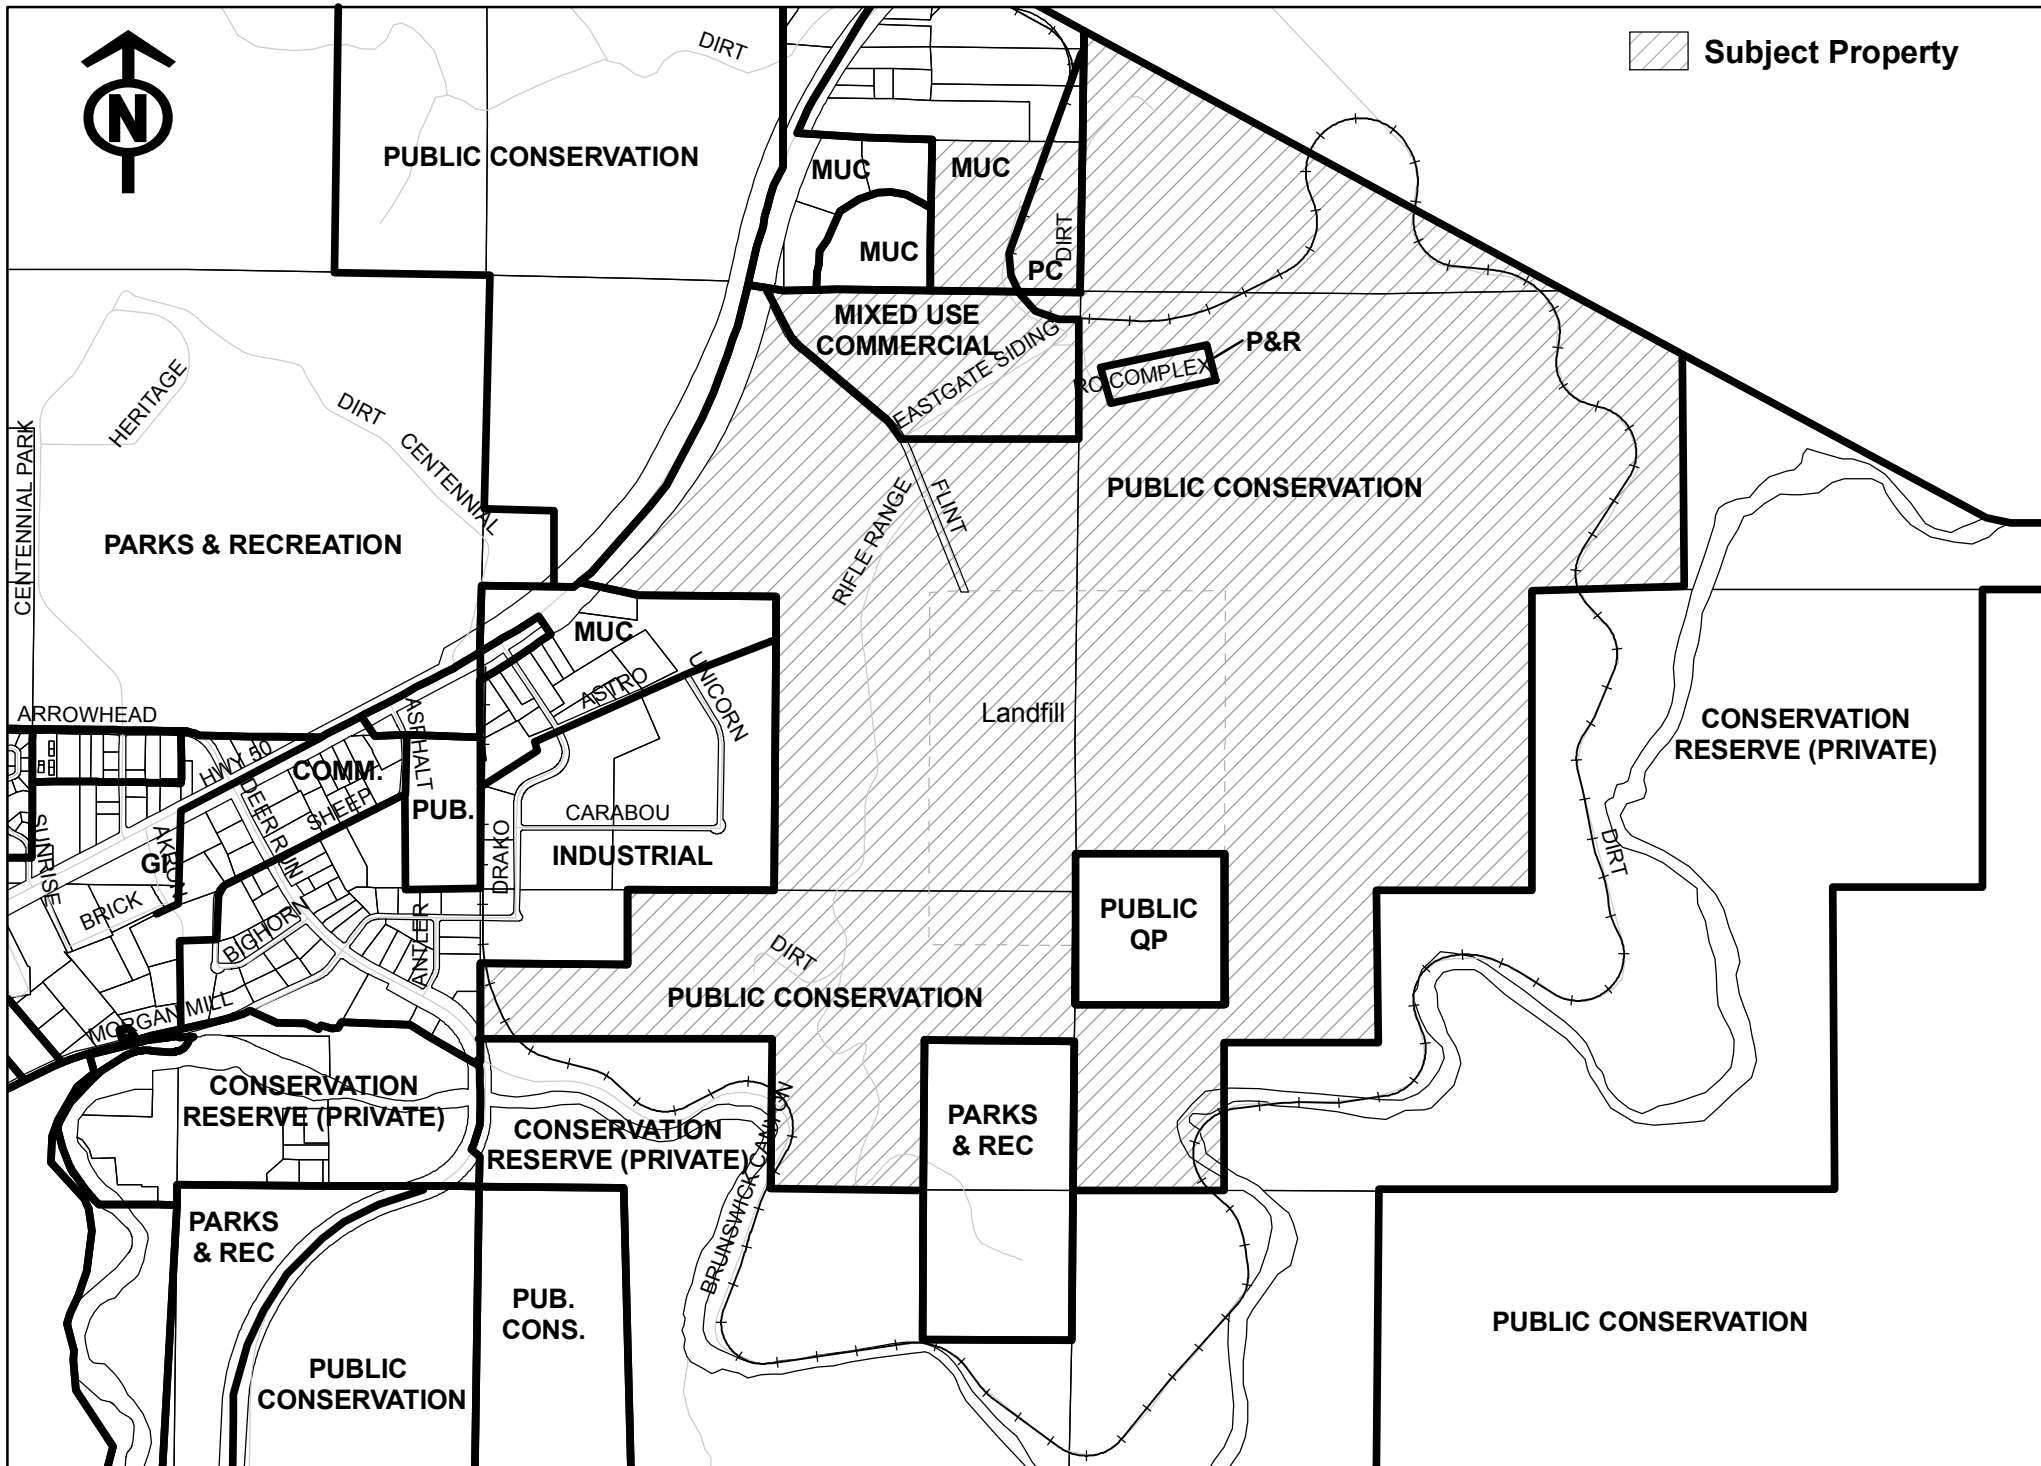 DIRT
Subject Property
N
PUBLIC CONSERVATION
MUC
MUC
MUC
DIRT
PC
MIXED USE
COMMERCIAL
EASTGATE SIDING
P&R
RC COMPLEX
HERITAGE
DIRT
CENTENNIAL
CENTENNIAL PARK
PARKS & RECREATION
RIFLE RANGE
FLINT
PUBLIC CONSERVATION
MUC
ASTRO
UNICORN
Landfill
ARROWHEAD
HWY 50
ASPHALT
COMM.
SHEEP
DEER RUN
PUB.
CARABOU
DRAKO
INDUSTRIAL
SUNRISE
AKRON
GI
BRICK
BIGHORN
ANTLER
MORGAN MILL
CONSERVATION
RESERVE (PRIVATE)
DIRT
PUBLIC
QP
DIRT
PUBLIC CONSERVATION
CONSERVATION
RESERVE (PRIVATE)
CONSERVATION
RESERVE (PRIVATE)
BRUNSWICK CANYON
PARKS
& REC
PARKS
& REC
PUB.
CONS.
PUBLIC
CONSERVATION
PUBLIC CONSERVATION